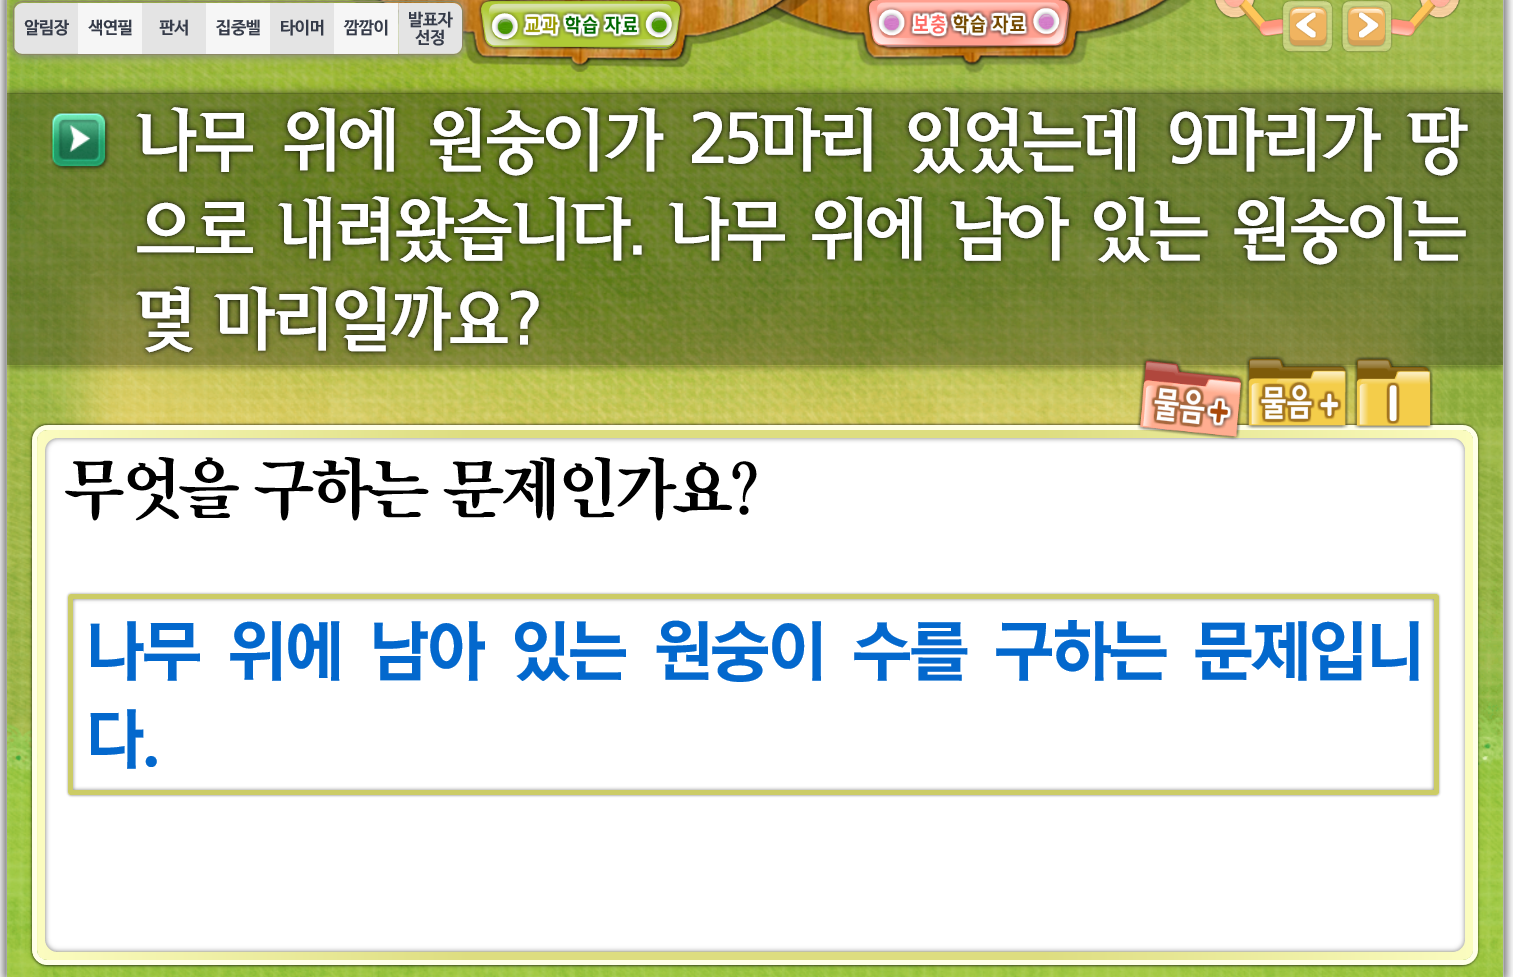 알림장 색연필 판서 집중벨 타이머 깜깜이 발표자
선정
교과 학습 자료
보충 학습 자료
나무 위에 원숭이가 25마리 있었는데 9마리가 땅
으로 내려왔습니다. 나무 위에 남아 있는 원숭이는
몇 마리일까요?
물음+ 물음+ 1
무엇을 구하는 문제인가요?
나무 위에 남아 있는 원숭이 수를 구하는 문제입니
다.